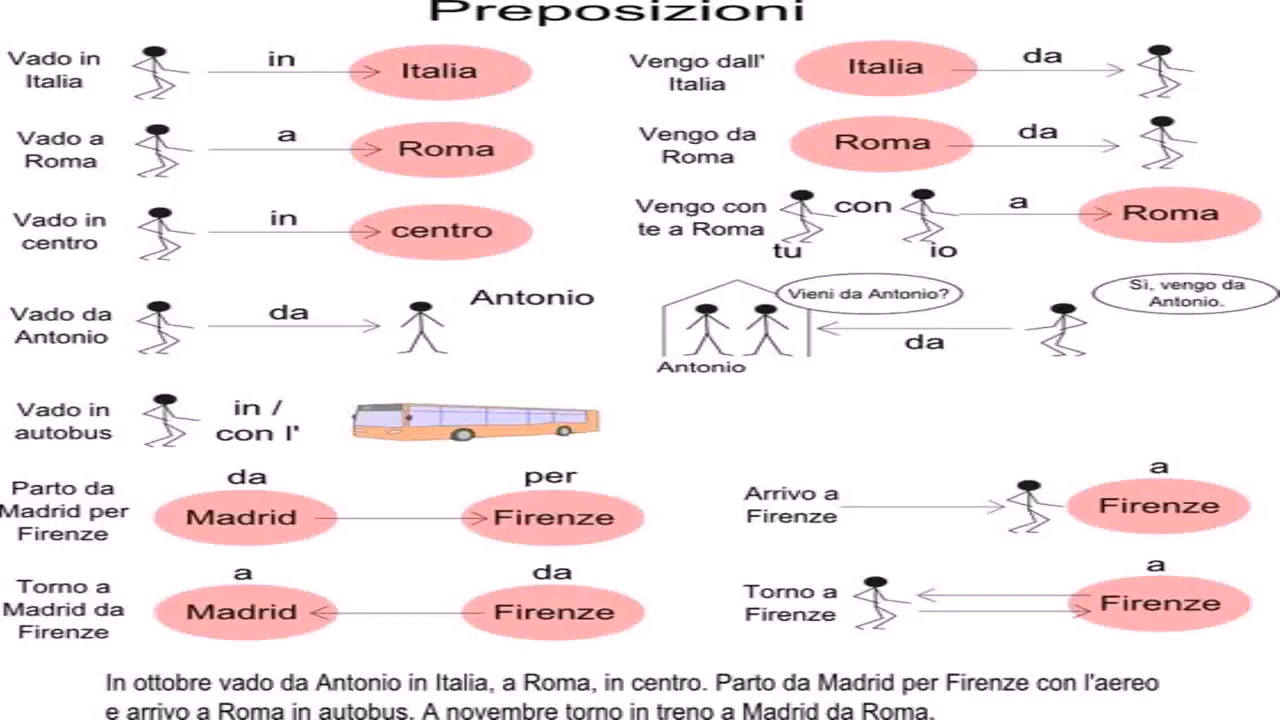 Preposizioni
Vado in
Italia
in
Italia
Vengo dall'
Italia
Italia
da
Vado a
Roma
a
Roma
Vengo da
Roma
Roma
da
Vado in
centro
in
centro
Vengo con
te a Roma
con
a
Roma
tu
io
Vado da
Antonio
da
Antonio
Vieni da Antonio?
Sì, vengo da
Antonio.
da
Antonio
Vado in
autobus
in /
con l'
Parto da
Madrid per
Firenze
da
Madrid
per
Firenze
Arrivo a
Firenze
a
Firenze
Torno a
Madrid da
Firenze
a
Madrid
da
Firenze
Torno a
Firenze
a
Firenze
In ottobre vado da Antonio in Italia, a Roma, in centro. Parto da Madrid per Firenze con l'aereo
e arrivo a Roma in autobus. A novembre torno in treno a Madrid da Roma.